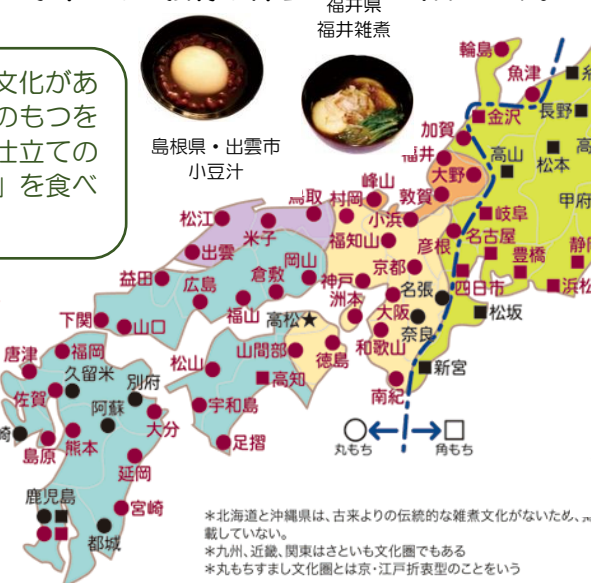 福井県
福井雑煮
島根県・出雲市
小豆汁
文化があ
のもつを
仕立ての
」を食べ
輪島
魚津
金沢
長野
加賀
福井
大野
高山
松本
甲府
峰山
敦賀
鳥取
村岡
小浜
岐阜
松江
米子
福知山
彦根
名古屋
出雲
岡山
京都
豊橋
益田
広島
倉敷
神戸
名張
四日市
浜松
福山
洲本
大阪
松坂
下関
山口
高松★
奈良
和歌山
唐津
福岡
松山
山間部
徳島
新宮
久留米
別府
高知
南紀
佐賀
阿蘇
宇和島
大分
丸もち
角もち
島原
熊本
足摺
延岡
鹿児島
宮崎
都城
*北海道と沖縄県は、古来よりの伝統的な雑煮文化がないため、
載していない。
*九州、近畿、関東はさといも文化圏でもある
*丸もちすまし文化圏とは京・江戸折衷型のことをいう